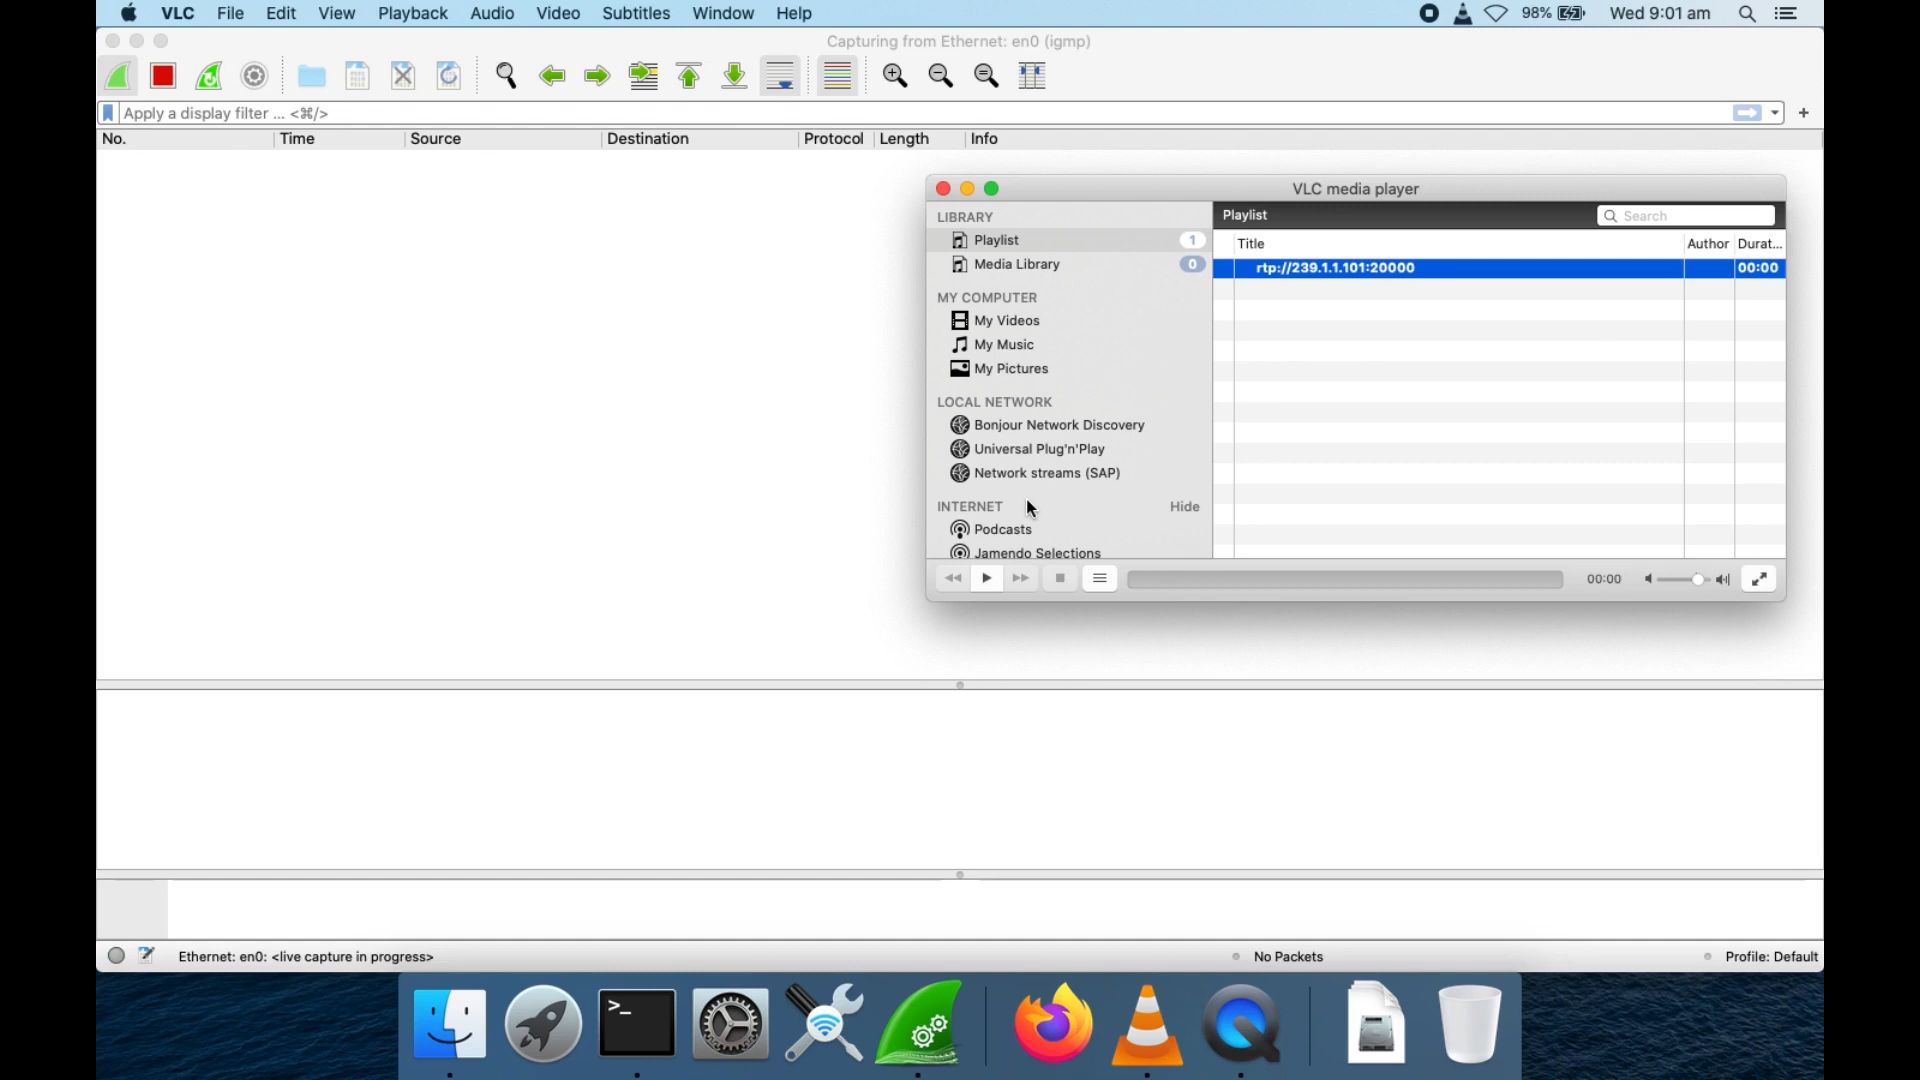 VLC File Edit View Playback Audio Video Subtitles Window Help 98% Wed 9:01 am
Capturing from Ethernet: en0 (igmp)
Apply a display filter ... <⌘/>
No. Time Source Destination Protocol Length Info
VLC media player
LIBRARY
Playlist 1
Media Library 0
MY COMPUTER
My Videos
My Music
My Pictures
LOCAL NETWORK
Bonjour Network Discovery
Universal Plug'n'Play
Network streams (SAP)
INTERNET Hide
Podcasts
Jamendo Selections
Playlist Search
Title Author Durat...
rtp://239.1.1.101:20000 00:00
00:00
Ethernet: en0: <live capture in progress> No Packets Profile: Default